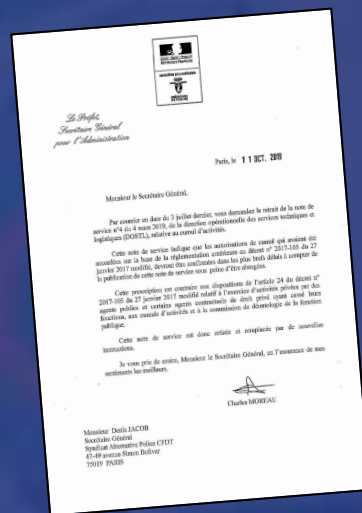 Le Préfet,
Secrétaire Général
pour l'Administration
Paris, le 11 OCT. 2019
Monsieur le Secrétaire Général,
Par courrier en date du 3 juillet dernier, vous demandez le retrait de la note de
service n°4 du 4 mars 2019, de la direction opérationnelle des services techniques et
logistiques (DOSTL), relative au cumul d'activités.
Cette note de service indique que les autorisations de cumul qui avaient été
accordées sur la base de la réglementation antérieure au décret n° 2017-105 du 27
janvier 2017 modifié, devront être confirmées dans les plus brefs délais à compter de
la publication de cette note de service sous peine d'être abrogées.
Cette prescription est contraire aux dispositions de l'article 24 du décret n°
2017-105 du 27 janvier 2017 modifié relatif à l'exercice d'activités privées par des
agents publics et certains agents contractuels de droit privé ayant cessé leurs
fonctions, aux cumuls d'activités et à la commission de déontologie de la fonction
publique.
Cette note de service est donc retirée et remplacée par de nouvelles
instructions.
Je vous prie de croire, Monsieur le Secrétaire Général, en l'assurance de mes
sentiments les meilleurs.
Charles MOREAU
Monsieur Denis JACOB
Secrétaire Général
Syndicat Alternative Police CFDT
47-49 avenue Simon Bolivar
75019 PARIS